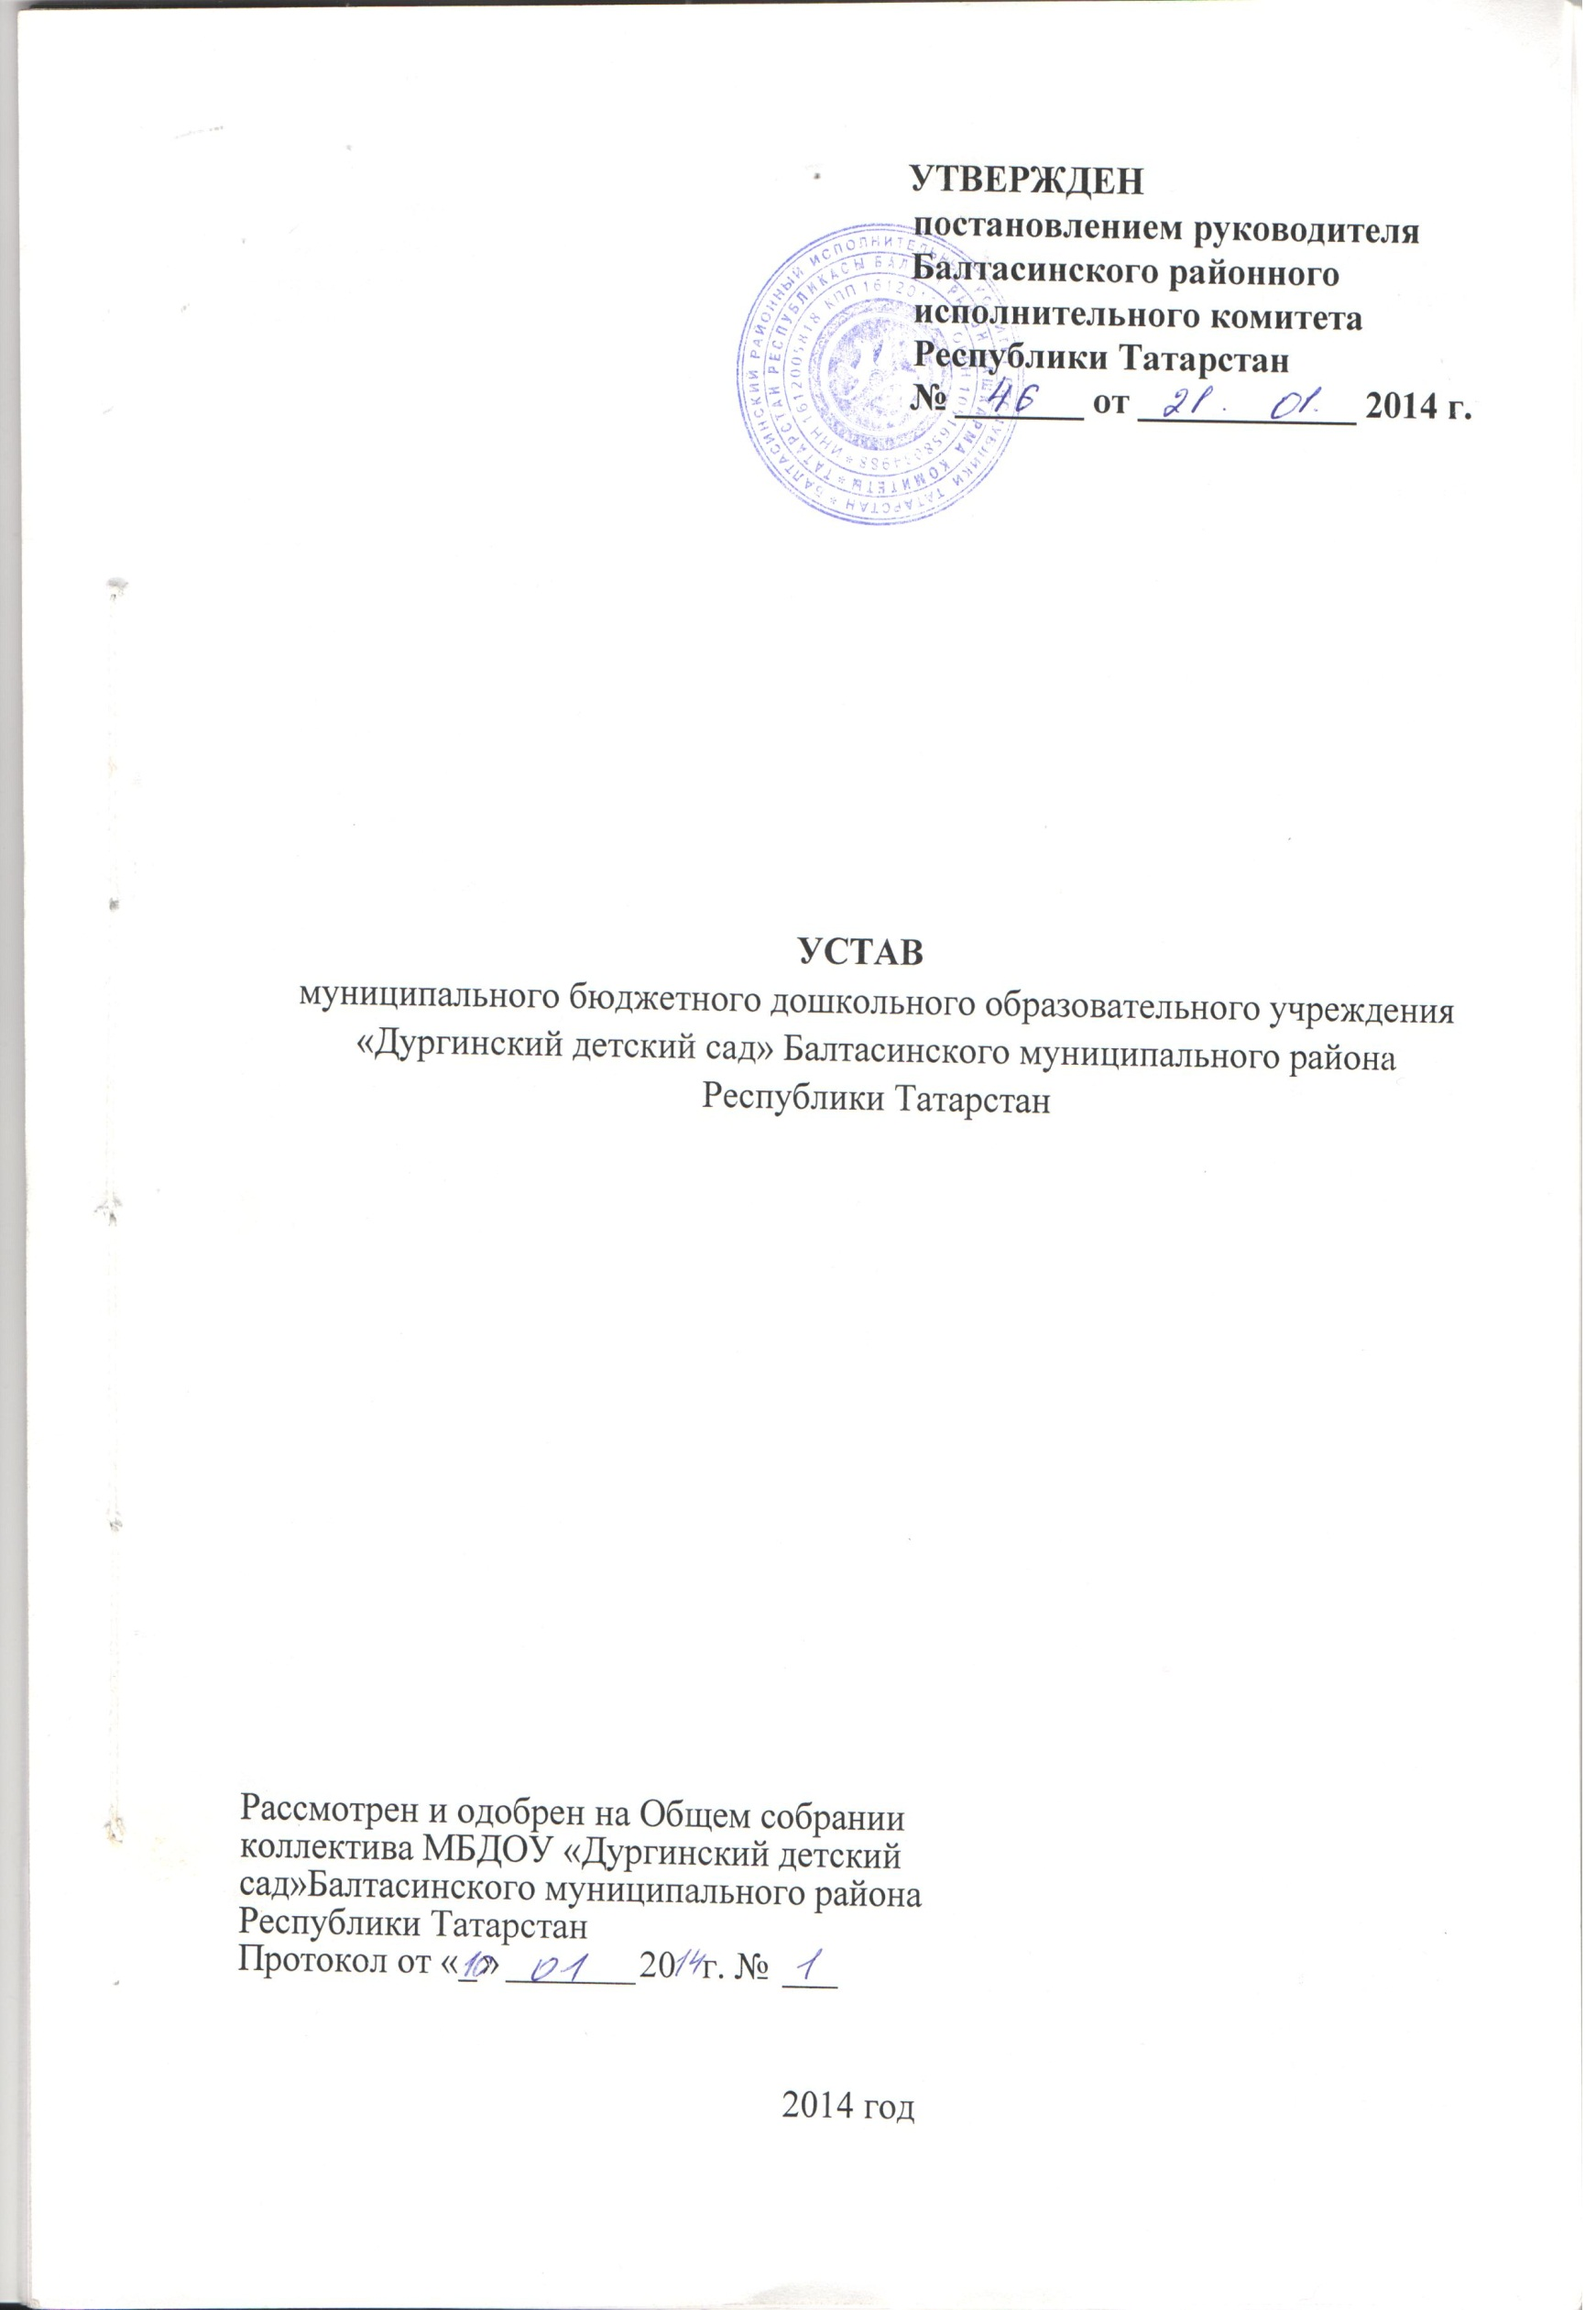 УТВЕРЖДЕН
постановлением руководителя
Балтасинского районного
исполнительного комитета
Республики Татарстан
№ 46 от 21. 01. 2014 г.
УСТАВ
муниципального бюджетного дошкольного образовательного учреждения
«Дургинский детский сад» Балтасинского муниципального района
Республики Татарстан
Рассмотрен и одобрен на Общем собрании
коллектива МБДОУ «Дургинский детский
сад»Балтасинского муниципального района
Республики Татарстан
Протокол от «10» 01 2014г. № 1
2014 год